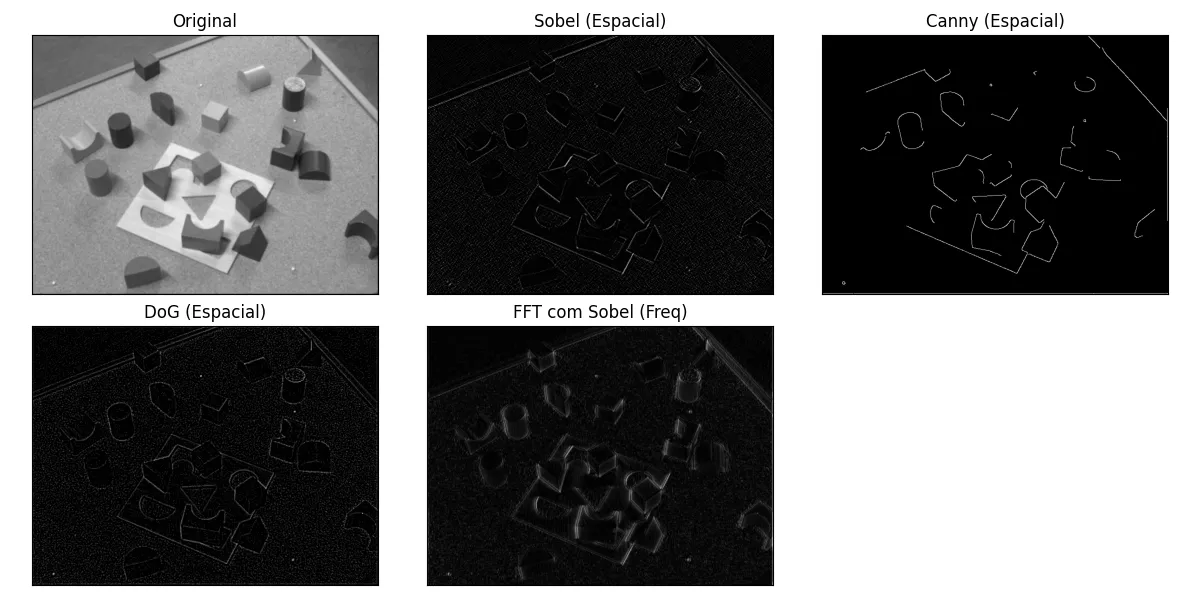 Original
Sobel (Espacial)
Canny (Espacial)
DoG (Espacial)
FFT com Sobel (Freq)